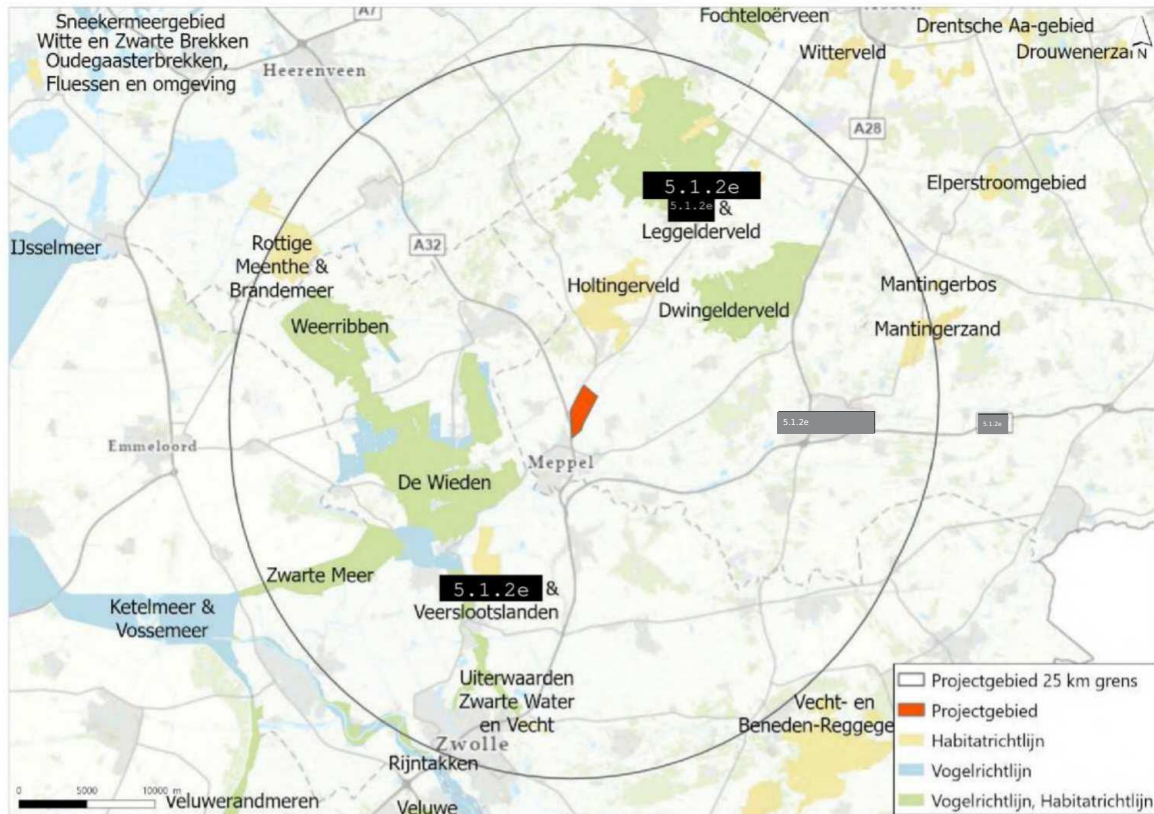 Sneekermeergebied
Witte en Zwarte Brekken
Oudegaasterbrekken,
Fluessen en omgeving
A7
Heerenveen
Fochteloërveen
Drentsche Aa-gebied
Witterveld
N
A28
5.1.2e
5.1.2e &
Leggelderveld
Elperstroomgebied
IJsselmeer
A32
Rottige
Meenthe &
Brandemeer
Holtingerveld
Dwingelderveld
Mantingerbos
Mantingerzand
Weerribben
5.1.2e
5.1.2e
Emmeloord
Meppel
De Wieden
Zwarte Meer
5.1.2e &
Veerslootslanden
Ketelmeer &
Vossemeer
Uiterwaarden
Zwarte Water
en Vecht
Zwolle
Vecht- en
Beneden-Regge
Rijntakken
Veluwerandmeren
Veluwe
0 5000 10000 m
Projectgebied 25 km grens
Projectgebied
Habitatrichtlijn
Vogelrichtlijn
Vogelrichtlijn, Habitatrichtlijn